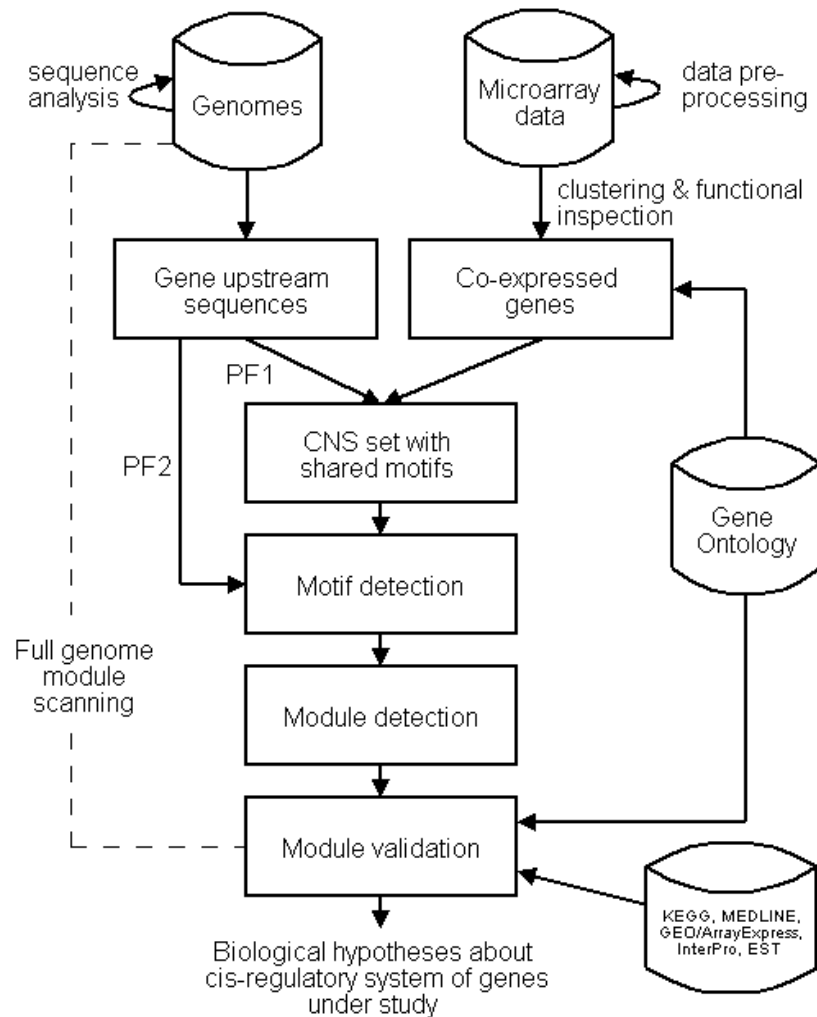 sequence
analysis
Genomes
Microarray
data
data pre-
processing
clustering & functional
inspection
Gene upstream
sequences
Co-expressed
genes
PF1
CNS set with
shared motifs
PF2
Gene
Ontology
Motif detection
Full genome
module
scanning
Module detection
Module validation
KEGG, MEDLINE,
GEO/ArrayExpress,
InterPro, EST
Biological hypotheses about
cis-regulatory system of genes
under study